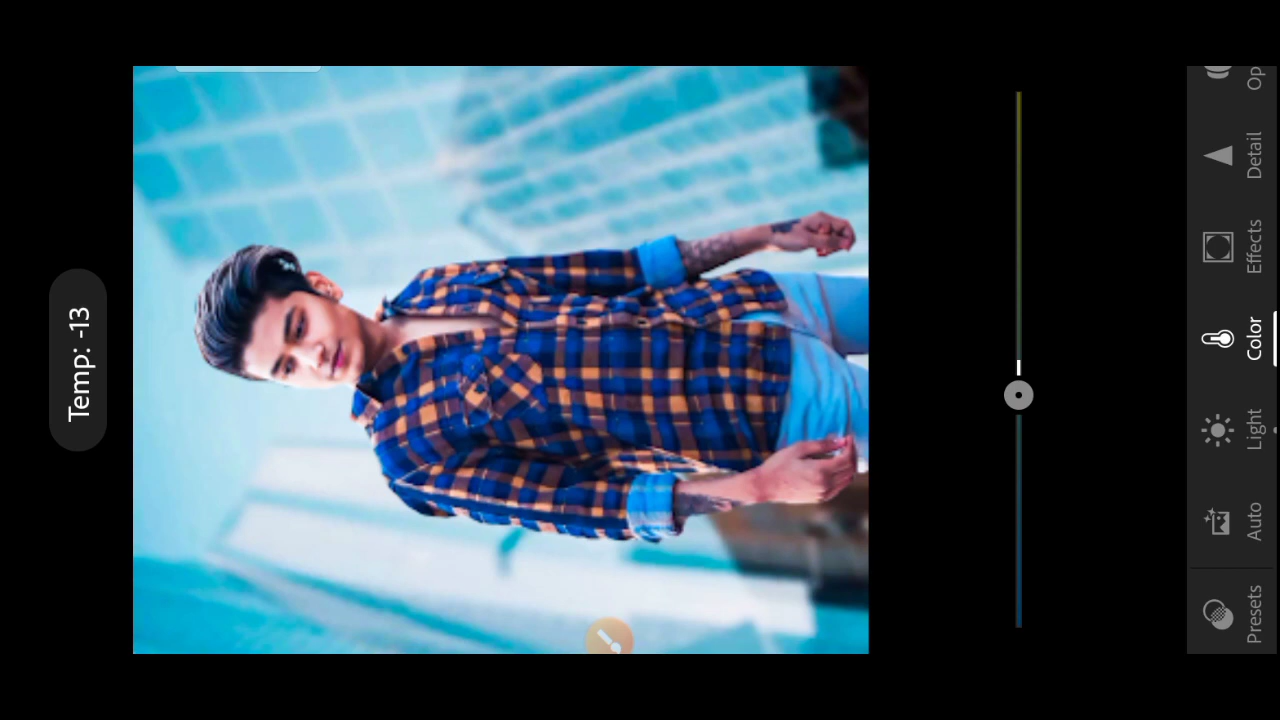 Temp: -13
Presets
Auto
Light
Color
Effects
Detail
Op